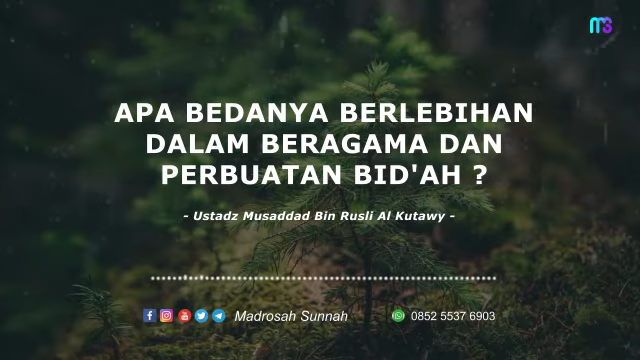 M3
APA BEDANYA BERLEBIHAN
DALAM BERAGAMA DAN
PERBUATAN BID'AH ?
- Ustadz Musaddad Bin Rusli Al Kutawy -
Madrosah Sunnah
0852 5537 6903